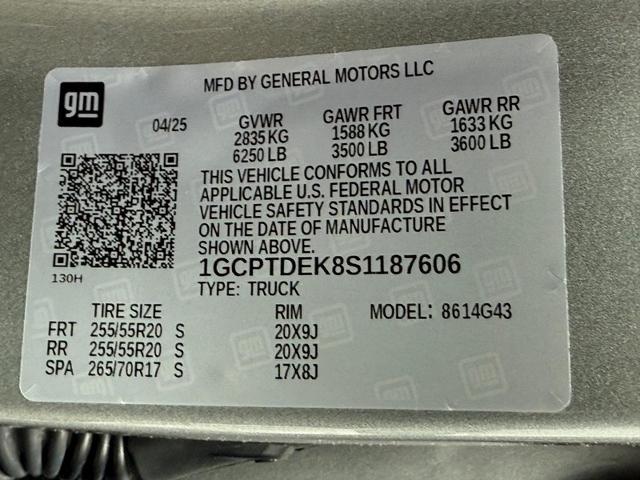 gm
MFD BY GENERAL MOTORS LLC
04/25
GVWR GAWR FRT GAWR RR
2835 KG 1588 KG 1633 KG
6250 LB 3500 LB 3600 LB
THIS VEHICLE CONFORMS TO ALL
APPLICABLE U.S. FEDERAL MOTOR
VEHICLE SAFETY STANDARDS IN EFFECT
ON THE DATE OF MANUFACTURE
SHOWN ABOVE.
130H
1GCPTDEK8S1187606
TYPE: TRUCK
TIRE SIZE RIM MODEL: 8614G43
FRT 255/55R20 S 20X9J
RR 255/55R20 S 20X9J
SPA 265/70R17 S 17X8J